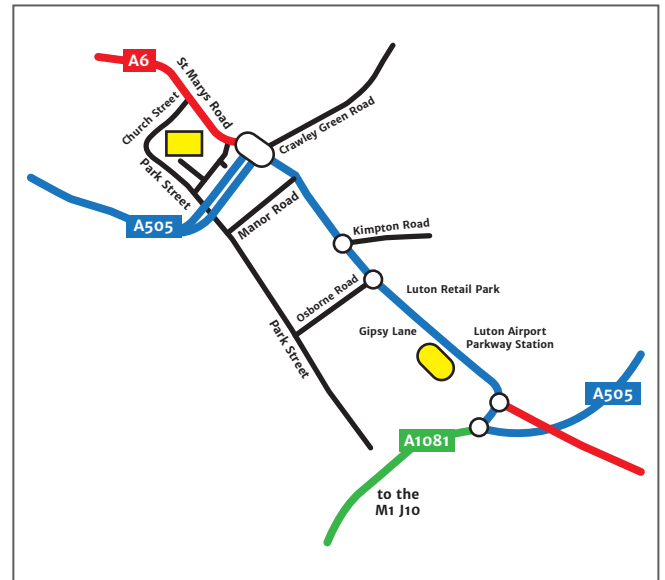 A6
St Marys Road
Church Street
Crawley Green Road
Park Street
A505
Manor Road
Kimpton Road
Osborne Road
Luton Retail Park
Park Street
Gipsy Lane
Luton Airport
Parkway Station
A505
A1081
to the
M1 J10